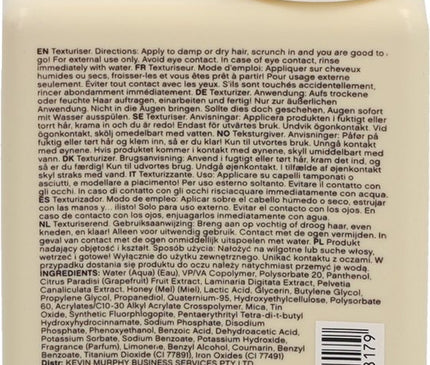 EN Texturiser. Directions: Apply to damp or dry hair, scrunch in and you are good to
go! For external use only. Avoid eye contact. In case of eye contact, rinse
immediately with water. FR Texturiseur. Mode d'emploi: Appliquer sur cheveux
humides ou secs, froisser-les et vous êtes prêt à partir! Pour usage externe
seulement. Éviter tout contact avec les yeux. S'ils sont touchés accidentellement,
rincer abondamment immédiatement. DE Texturizer. Anwendung: Aufs trockene
oder feuchte Haar auftragen, einarbeiten und fertig! Nur zur äußerlichen
Anwendung. Nicht in die Augen bringen. Sollte dies doch geschehen, Augen sofort
mit Wasser ausspülen. SE Texturiser. Anvisningar: Applicera produkten i fuktigt eller
torrt hår, krama in och du är redo! Endast för utvärtes bruk. Undvik ögonkontakt. Vid
ögonkontakt, skölj omedelbart med vatten. NO Teksturgiver. Anvisninger: Påfør på
fuktig eller tørt hår og klem inn, så er du klar! Kun til utvortes bruk. Unngå kontakt
med øynene. Hvis produktet kommer i kontakt med øynene, skyll umiddelbart med
vann. DK Texturizer. Brugsanvisning: Anvend i fugtigt eller tørt hår, kram det ind, og
så er du færdig! Kun til udvortes brug. Undgå øjenkontakt. I tilfælde af øjenkontakt
skyl straks med vand. IT Texturizzante. Uso: Applicare su capelli tamponati o
asciutti, e modellare a piacimento! Per uso esterno soltanto. Evitare il contatto con
gli occhi. In caso di contatto con gli occhi risciacquare immediatamente con acqua.
ES Texturizador. Modo de empleo: Aplicar sobre el cabello húmedo o seco, estrujar
con las manos y... ¡listo! Solo para uso externo. Evitar el contacto con los ojos. En
caso de contacto con los ojos, enjuagarlos inmediatamente con agua.
NL Texturiserend. Gebruiksaanwijzing: Breng aan op vochtig of droog haar, even
kneden, en klaar! Alleen voor uitwendig gebruik. Contact met de ogen vermijden. In
geval van contact met de ogen onmiddellijk uitspoelen met water. PL Produkt
nadający objętość i kształt. Sposób użycia: Nałożyć na wilgotne lub suche włosy,
wetrzeć i gotowe! Wyłącznie do użytku zewnętrznego. Unikać kontaktu z oczami. W
przypadku dostania się produktu do oczu należy natychmiast przemyć je wodą.
INGREDIENTS: Water (Aqua) (Eau), VP/VA Copolymer, Polysorbate 20, Panthenol,
Citrus Paradisi (Grapefruit) Fruit Extract, Laminaria Digitata Extract, Pelvetia
Canaliculata Extract, Honey (Mel) (Miel), Lactic Acid, Glycerin, Butylene Glycol,
Propylene Glycol, Propanediol, Quaternium-95, Hydroxyethylcellulose, Polysorbate
60, Acrylates/C10-30 Alkyl Acrylate Crosspolymer, Mica, Tin
Oxide, Synthetic Fluorphlogopite, Pentaerythrityl Tetra-di-t-butyl
Hydroxyhydrocinnamate, Sodium Phosphate, Disodium
Phosphate, Phenoxyethanol, Benzoic Acid, Dehydroacetic Acid,
Potassium Sorbate, Sodium Benzoate, Potassium Hydroxide,
Fragrance (Parfum), Limonene, Benzyl Alcohol, Coumarin, Benzyl
Benzoate, Titanium Dioxide (CI 77891), Iron Oxides (CI 77491)
Distr: KEVIN MURPHY BUSINESS SERVICES PTY LTD